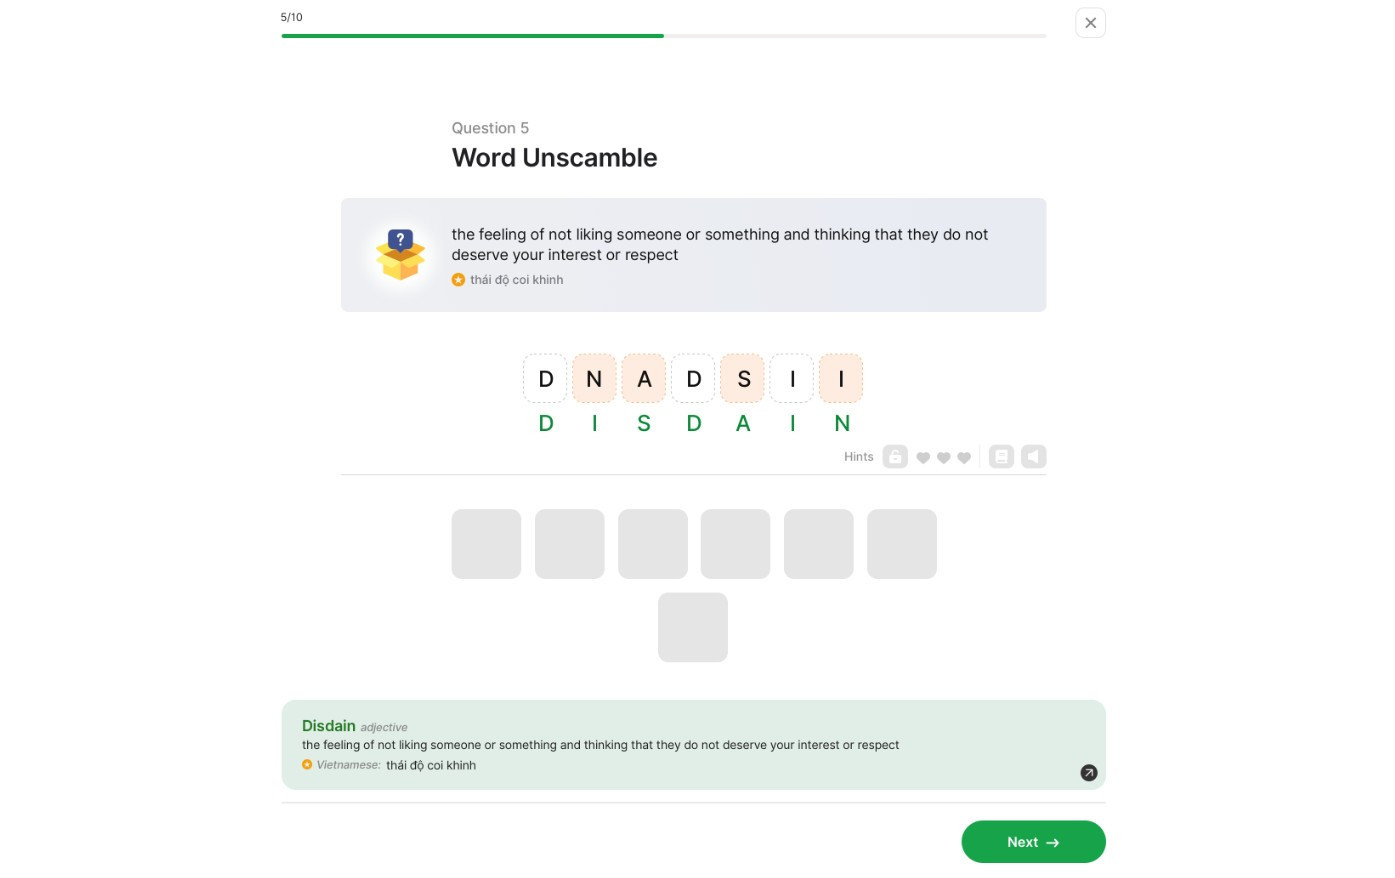 5/10
Question 5
Word Unscamble
?
the feeling of not liking someone or something and thinking that they do not
deserve your interest or respect
thái độ coi khinh
D N A D S I I
D I S D A I N
Hints
Disdain adjective
the feeling of not liking someone or something and thinking that they do not deserve your interest or respect
Vietnamese: thái độ coi khinh
Next →